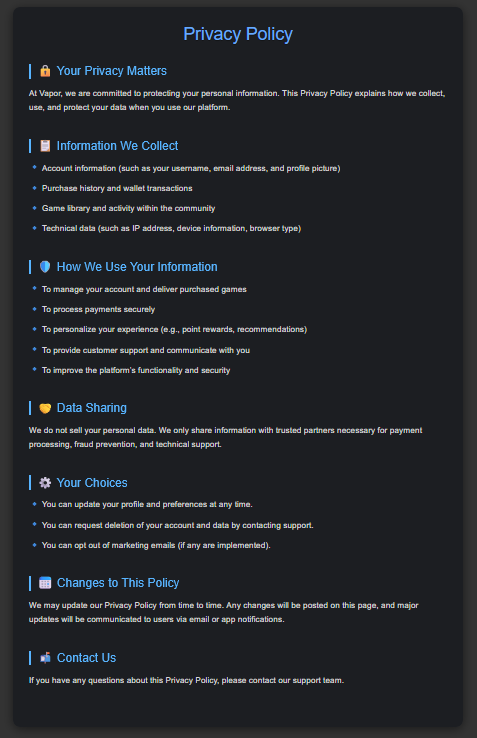 Privacy Policy
Your Privacy Matters
At Vapor, we are committed to protecting your personal information. This Privacy Policy explains how we collect,
use, and protect your data when you use our platform.
Information We Collect
Account information (such as your username, email address, and profile picture)
Purchase history and wallet transactions
Game library and activity within the community
Technical data (such as IP address, device information, browser type)
How We Use Your Information
To manage your account and deliver purchased games
To process payments securely
To personalize your experience (e.g., point rewards, recommendations)
To provide customer support and communicate with you
To improve the platform's functionality and security
Data Sharing
We do not sell your personal data. We only share information with trusted partners necessary for payment
processing, fraud prevention, and technical support.
Your Choices
You can update your profile and preferences at any time.
You can request deletion of your account and data by contacting support.
You can opt out of marketing emails (if any are implemented).
Changes to This Policy
We may update our Privacy Policy from time to time. Any changes will be posted on this page, and major
updates will be communicated to users via email or app notifications.
Contact Us
If you have any questions about this Privacy Policy, please contact our support team.